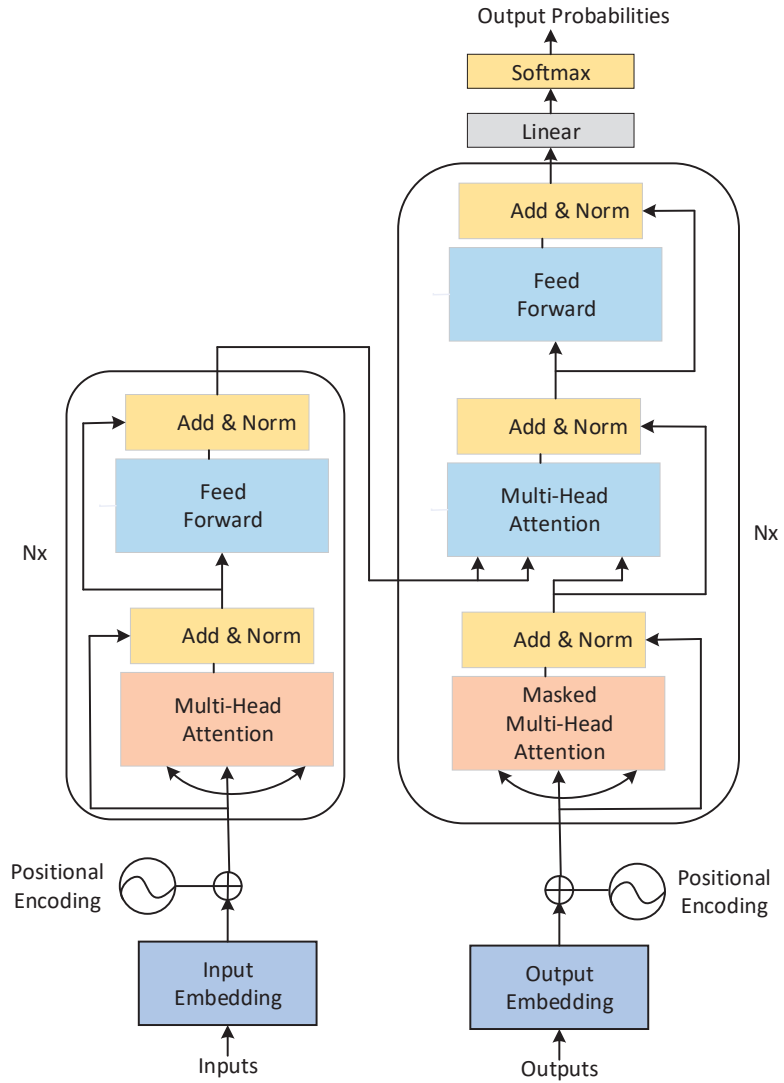 Output Probabilities
Softmax
Linear
Add & Norm
Feed
Forward
Add & Norm
Multi-Head
Attention
Nx
Add & Norm
Masked
Multi-Head
Attention
Add & Norm
Feed
Forward
Nx
Add & Norm
Multi-Head
Attention
Positional
Encoding
Positional
Encoding
Input
Embedding
Output
Embedding
Inputs
Outputs